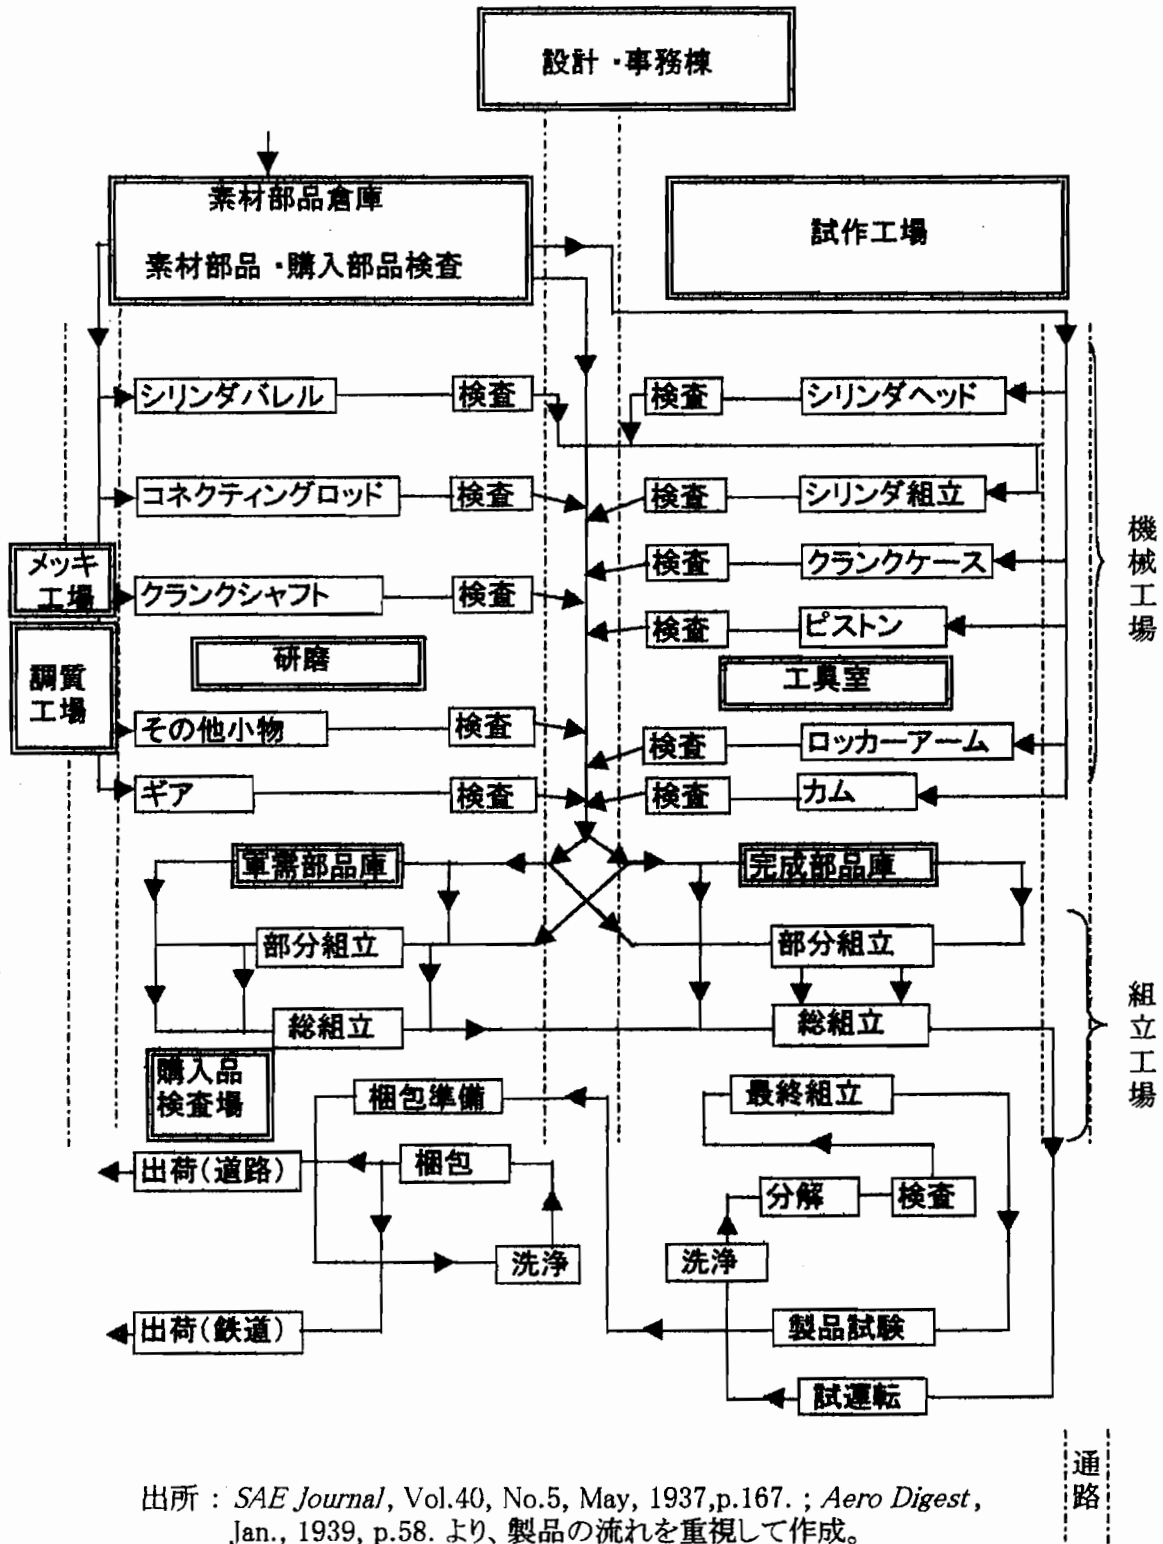 設計・事務棟
素材部品倉庫
素材部品・購入部品検査
試作工場
シリンダバレル
検査
検査
シリンダヘッド
コネクティングロッド
検査
検査
シリンダ組立
メッキ
工場
クランクシャフト
検査
検査
クランクケース
検査
ピストン
調質
工場
研磨
工具室
その他小物
検査
検査
ロッカーアーム
ギア
検査
検査
カム
機械工場
軍需部品庫
完成部品庫
部分組立
部分組立
総組立
総組立
組立工場
購入品
検査場
梱包準備
最終組立
出荷(道路)
梱包
分解
検査
洗浄
洗浄
出荷(鉄道)
製品試験
試運転
通路
出所：SAE Journal, Vol.40, No.5, May, 1937,p.167. ; Aero Digest,
Jan., 1939, p.58. より、製品の流れを重視して作成。